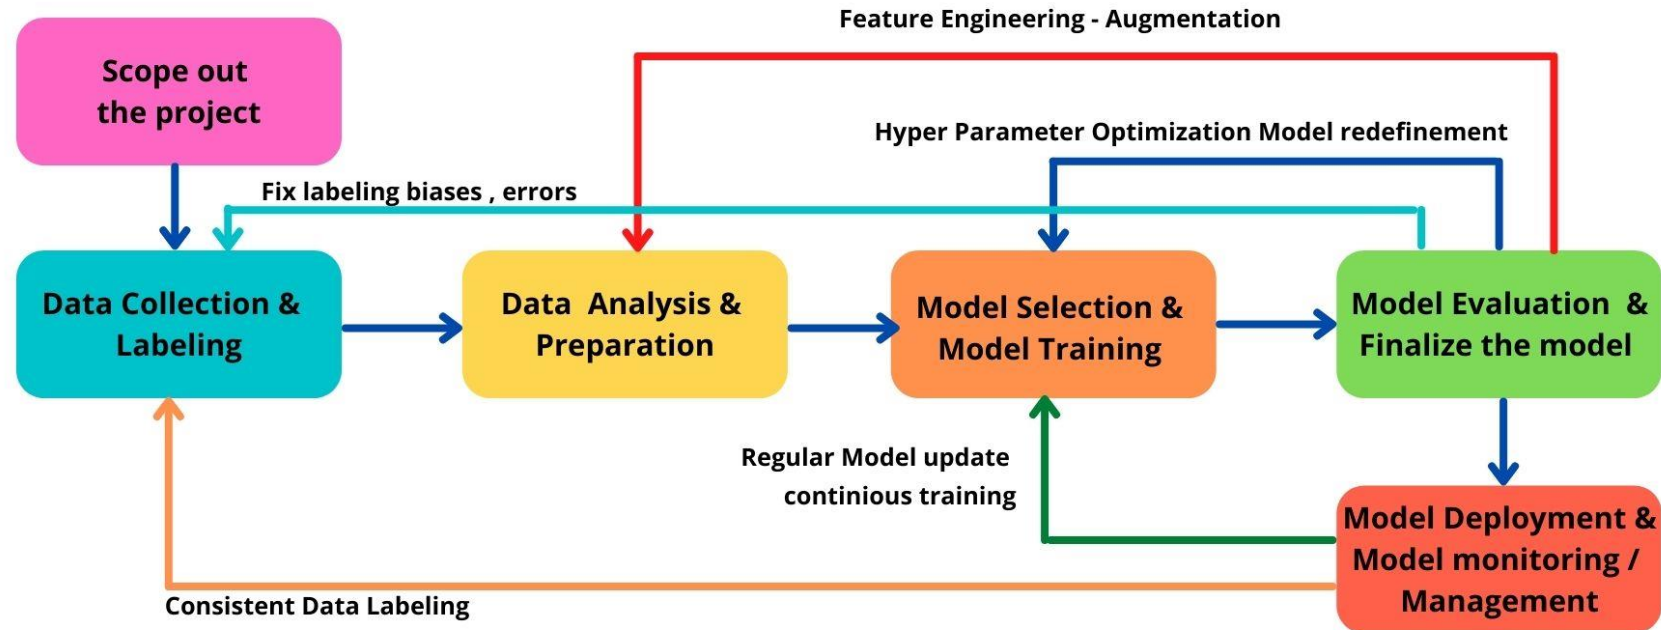 Feature Engineering - Augmentation
Scope out
the project
Hyper Parameter Optimization Model redefinement
Fix labeling biases , errors
Data Collection &
Labeling
Data Analysis &
Preparation
Model Selection &
Model Training
Model Evaluation &
Finalize the model
Regular Model update
continious training
Model Deployment &
Model monitoring /
Management
Consistent Data Labeling